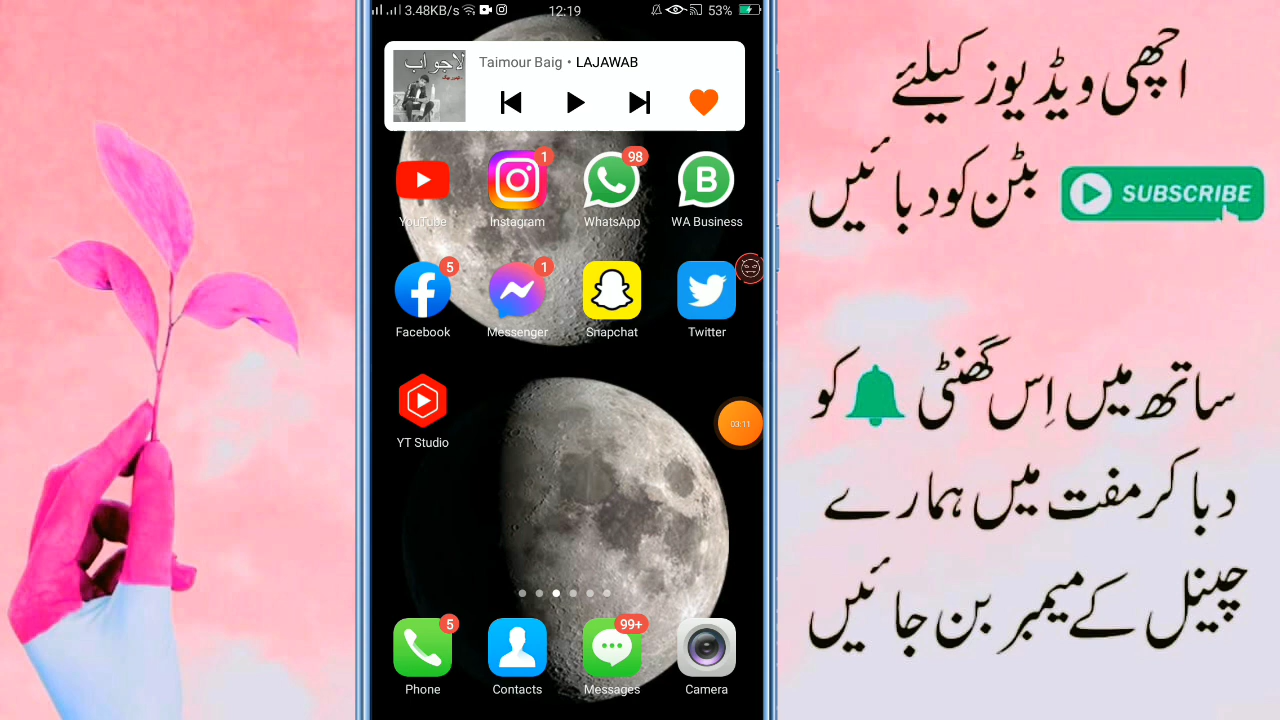 3.48KB/s 12:19 53%
لاجواب
Taimour Baig • LAJAWAB
1 98
YouTube Instagram WhatsApp WA Business
B
5 1
Facebook Messenger Snapchat Twitter
03:11
YT Studio
5 99+
Phone Contacts Messages Camera
اچھی ویڈیوز کیلئے
SUBSCRIBE بٹن کو دبائیں
ساتھ میں اِس گھنٹی کو
دبا کر مفت میں ہمارے
چینل کے میمبر بن جائیں